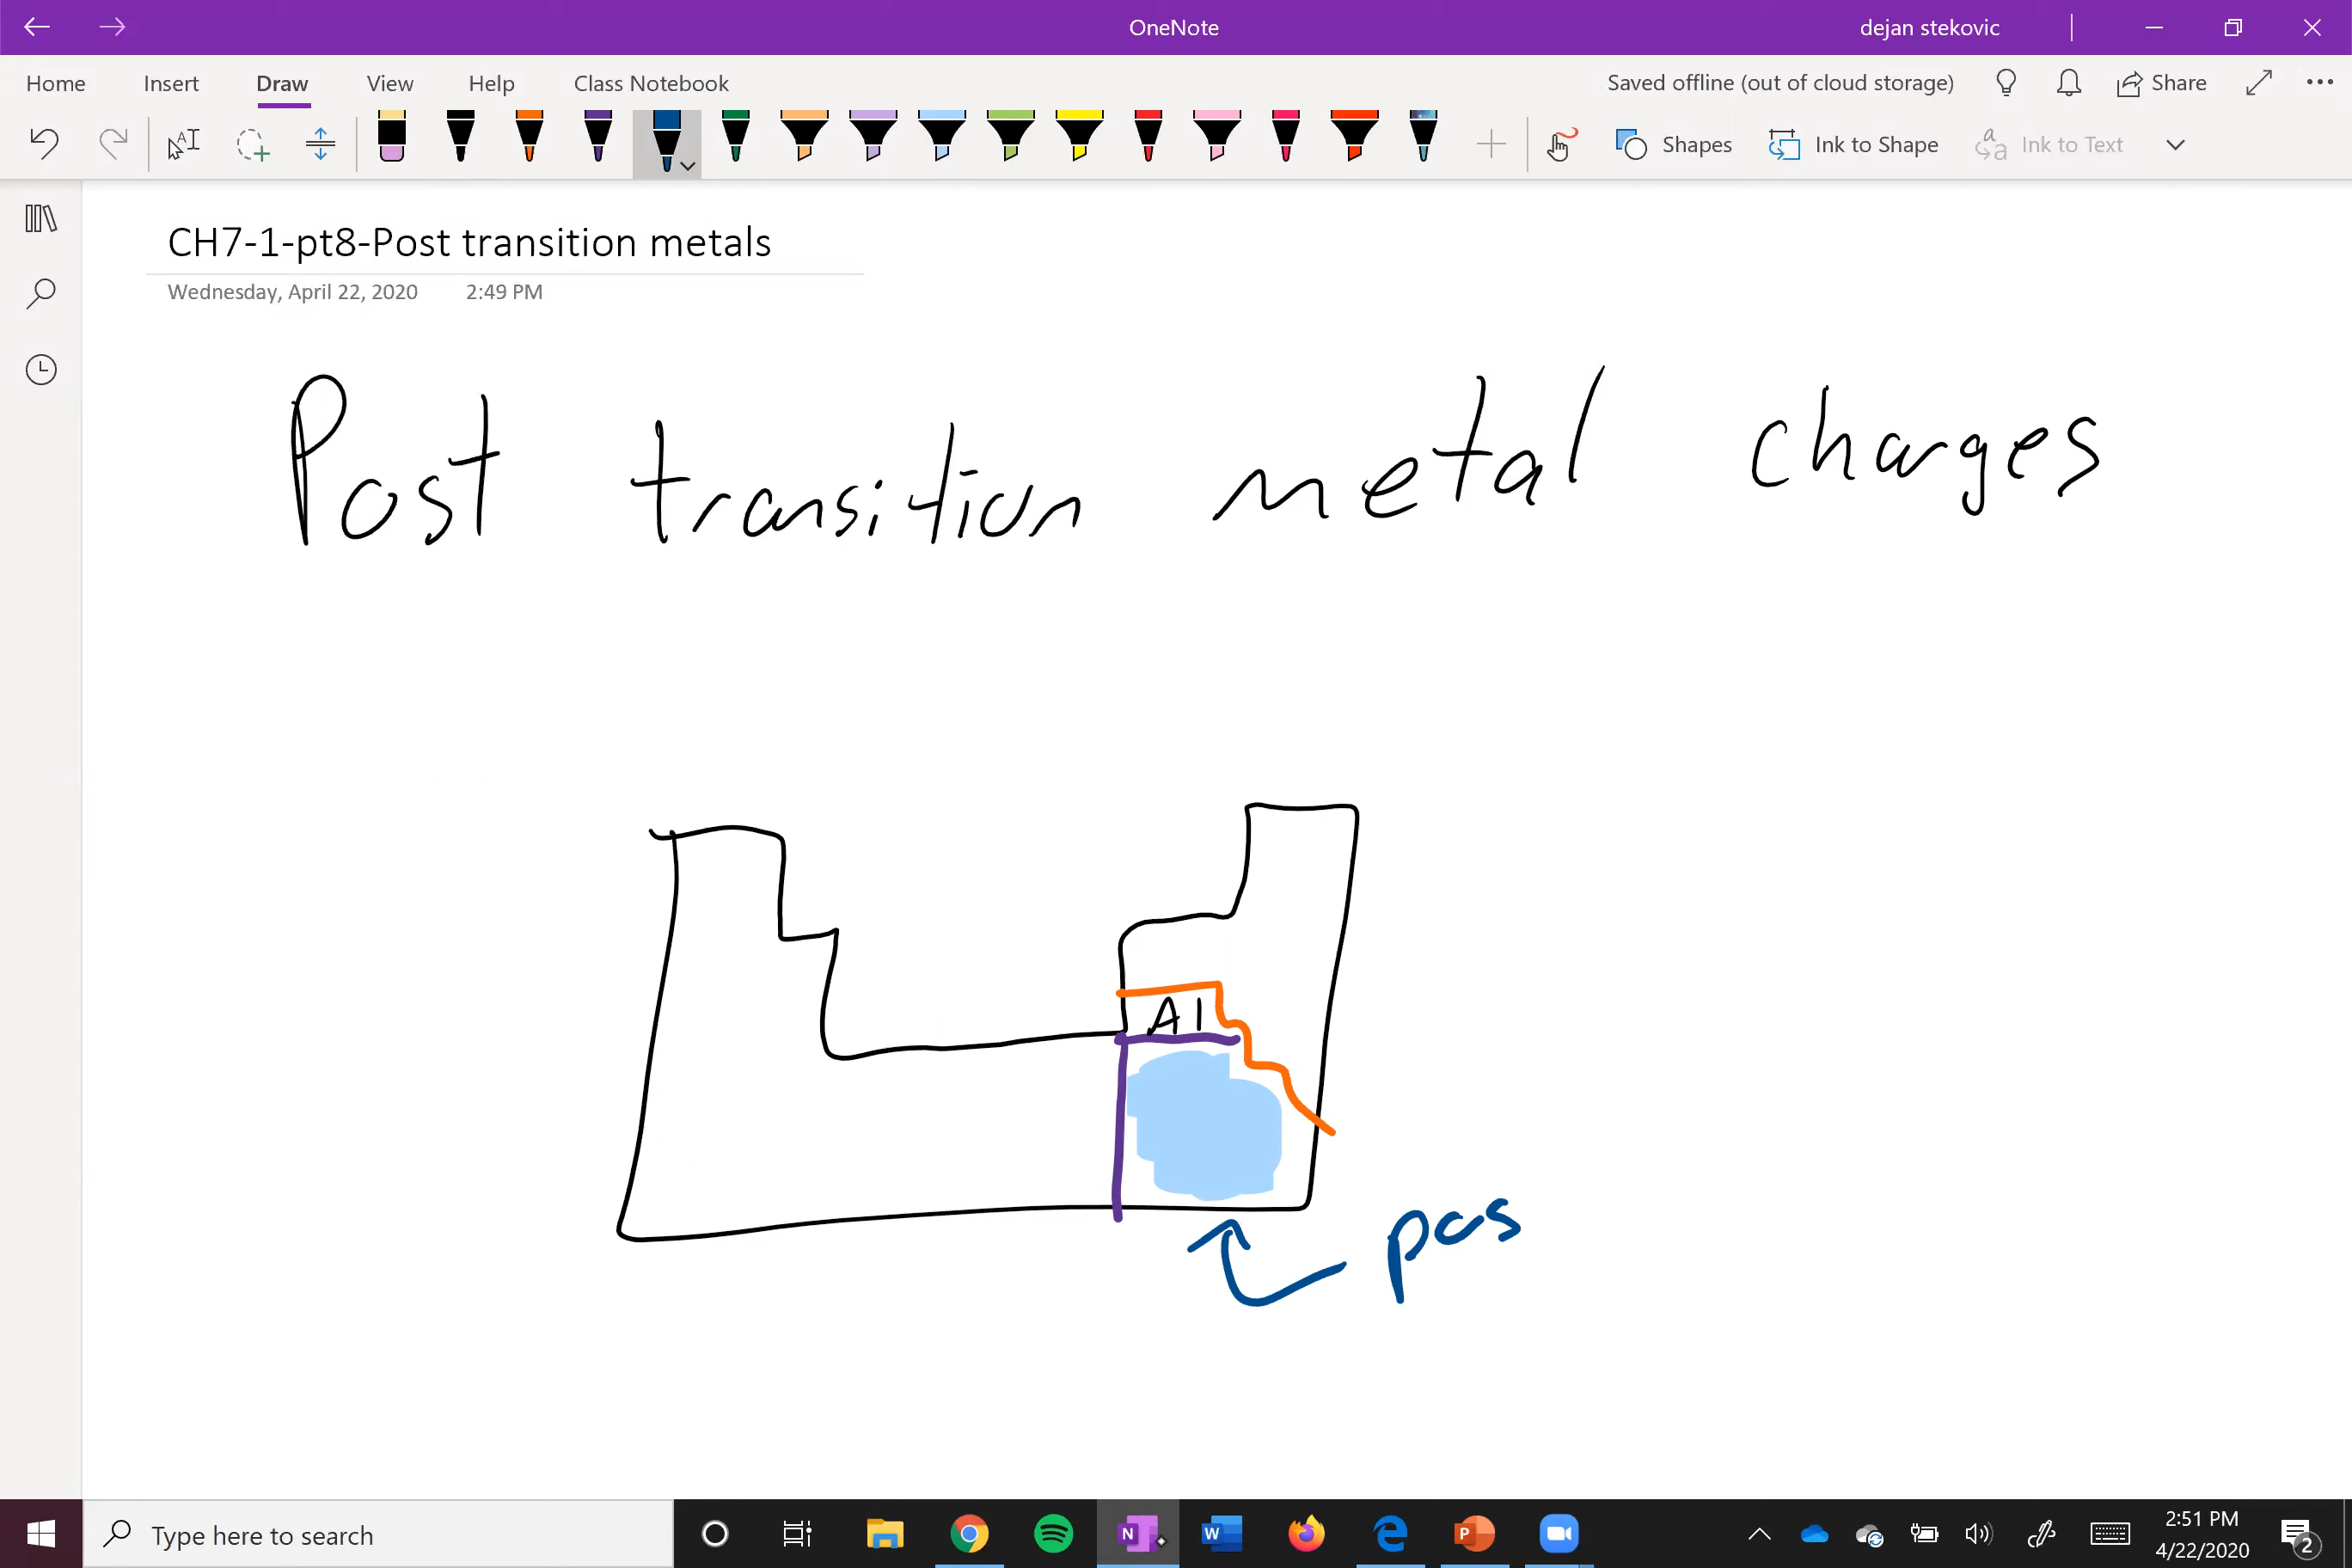 OneNote
dejan stekovic
Home Insert Draw View Help Class Notebook
Saved offline (out of cloud storage)
Share
Shapes
Ink to Shape
Ink to Text
CH7-1-pt8-Post transition metals
Wednesday, April 22, 2020 2:49 PM
Post transition metal charges
Al
pos
Type here to search
2:51 PM
4/22/2020
2